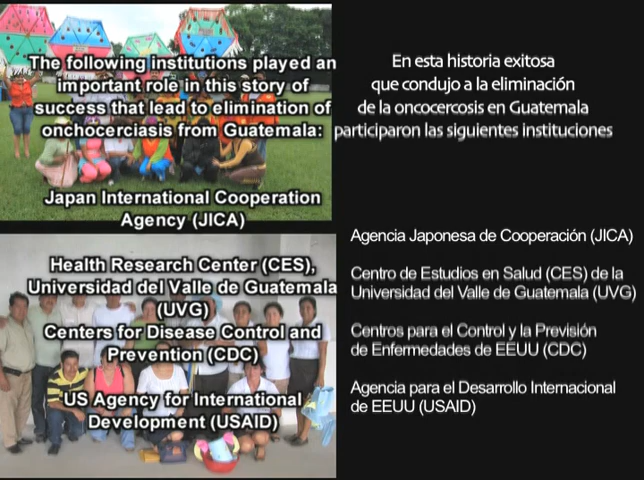 The following institutions played an
important role in this story of
success that lead to elimination of
onchocerciasis from Guatemala:
Japan International Cooperation
Agency (JICA)
Health Research Center (CES),
Universidad del Valle de Guatemala
(UVG)
Centers for Disease Control and
Prevention (CDC)
US Agency for International
Development (USAID)
En esta historia exitosa
que condujo a la eliminación
de la oncocercosis en Guatemala
participaron las siguientes instituciones
Agencia Japonesa de Cooperación (JICA)
Centro de Estudios en Salud (CES) de la
Universidad del Valle de Guatemala (UVG)
Centros para el Control y la Previsión
de Enfermedades de EEUU (CDC)
Agencia para el Desarrollo Internacional
de EEUU (USAID)